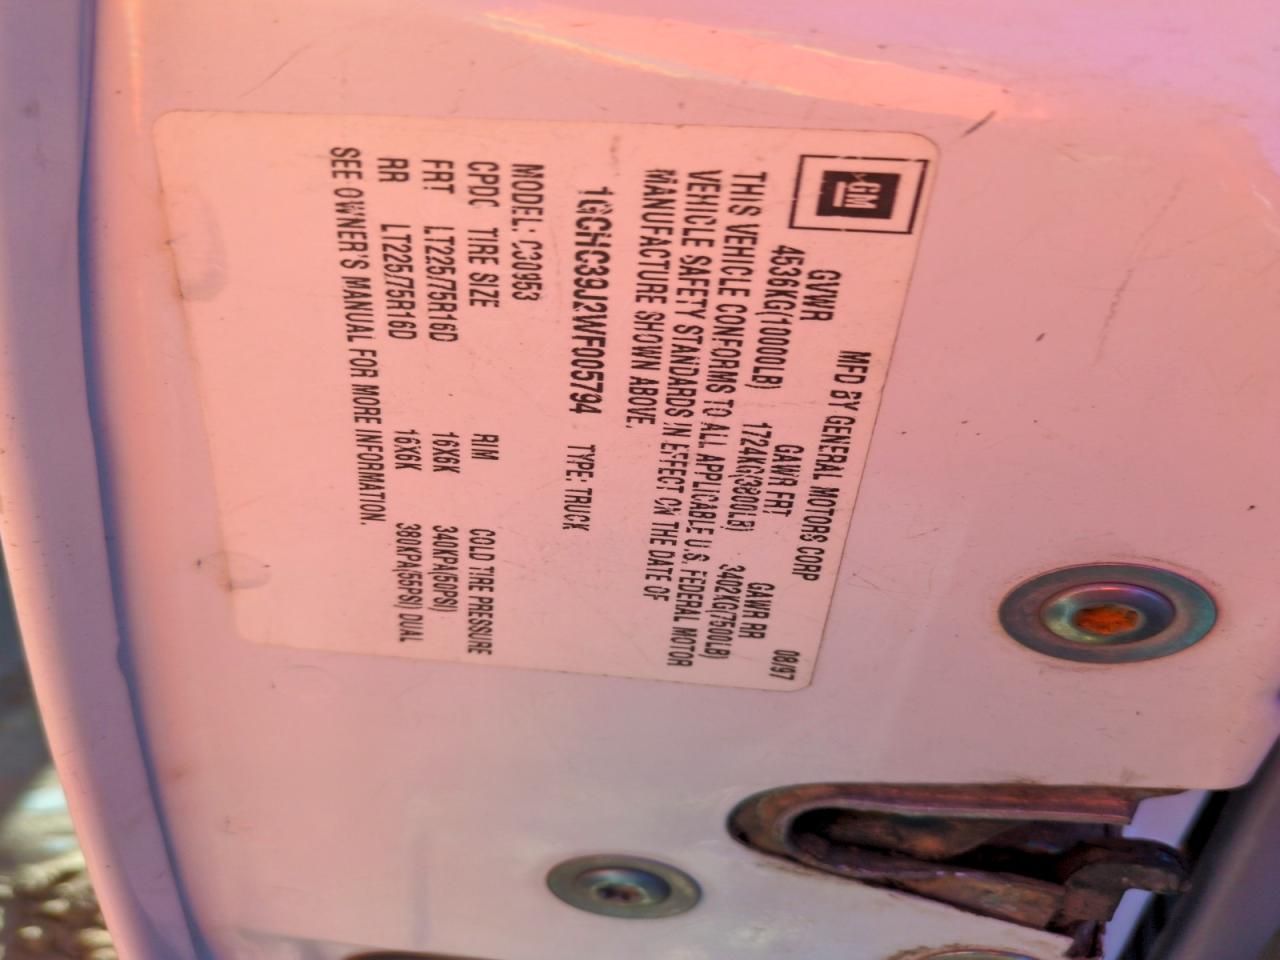 GM
MFD BY GENERAL MOTORS CORP 08/97
GVWR GAWR FRT GAWR RR
4536KG(10000LB) 1724KG(3800LB) 3402KG(7500LB)
THIS VEHICLE CONFORMS TO ALL APPLICABLE U.S. FEDERAL MOTOR
VEHICLE SAFETY STANDARDS IN EFFECT ON THE DATE OF
MANUFACTURE SHOWN ABOVE.
1GCHC39J2WF005794 TYPE: TRUCK
MODEL: C30953
CPDC TIRE SIZE RIM COLD TIRE PRESSURE
FRT LT225/75R16D 16X6K 340KPA(50PSI)
RR LT225/75R16D 16X6K 380KPA(55PSI) DUAL
SEE OWNER'S MANUAL FOR MORE INFORMATION.